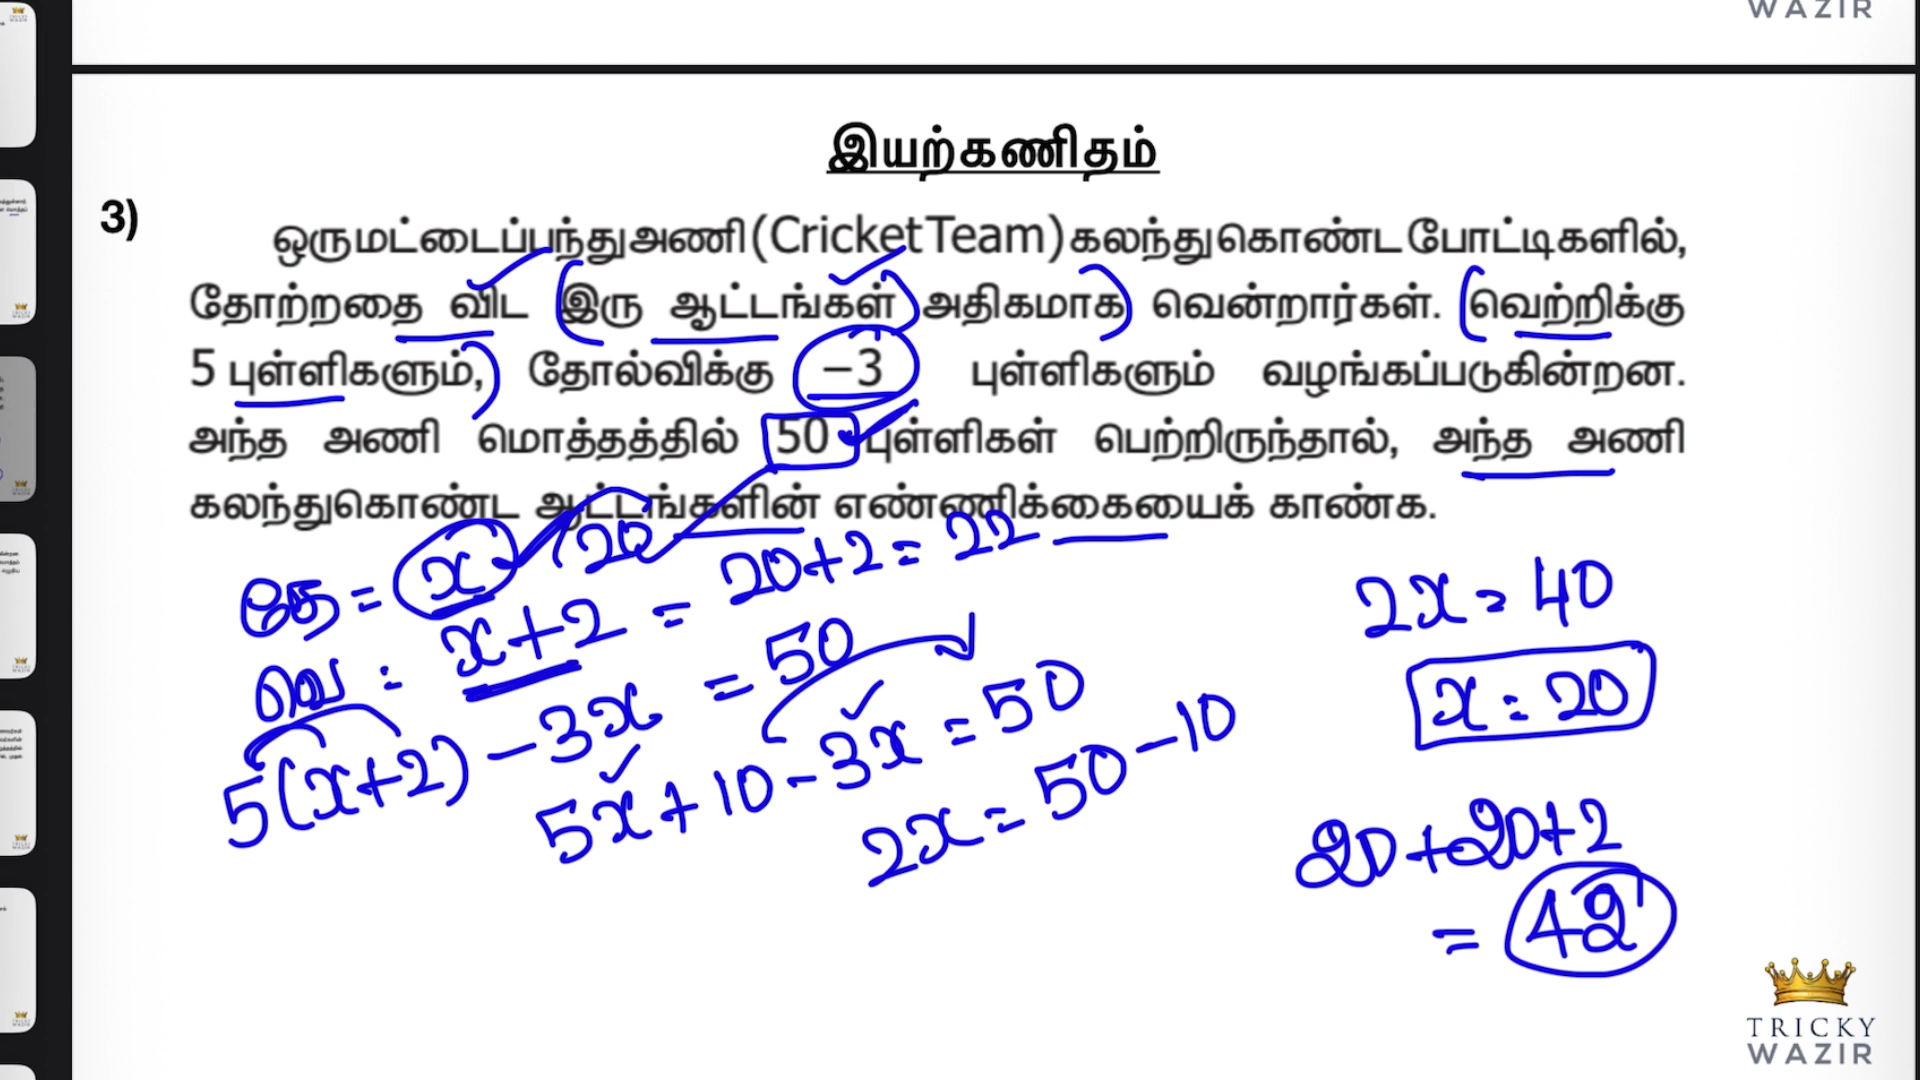 WAZIR
இயற்கணிதம்
3)
ஒரு மட்டைப்பந்து அணி (Cricket Team) கலந்து கொண்ட போட்டிகளில்,
தோற்றதை விட இரு ஆட்டங்கள் அதிகமாக வென்றார்கள். வெற்றிக்கு
5 புள்ளிகளும், தோல்விக்கு −3 புள்ளிகளும் வழங்கப்படுகின்றன.
அந்த அணி மொத்தத்தில் 50 புள்ளிகள் பெற்றிருந்தால், அந்த அணி
கலந்துகொண்ட ஆட்டங்களின் எண்ணிக்கையைக் காண்க.
தே = x 20
வெ = x+2 = 20+2 = 22
5(x+2) − 3x = 50
5x + 10 − 3x = 50
2x = 50 − 10
2x = 40
x = 20
20 + 20 + 2
= 42
TRICKY
WAZIR